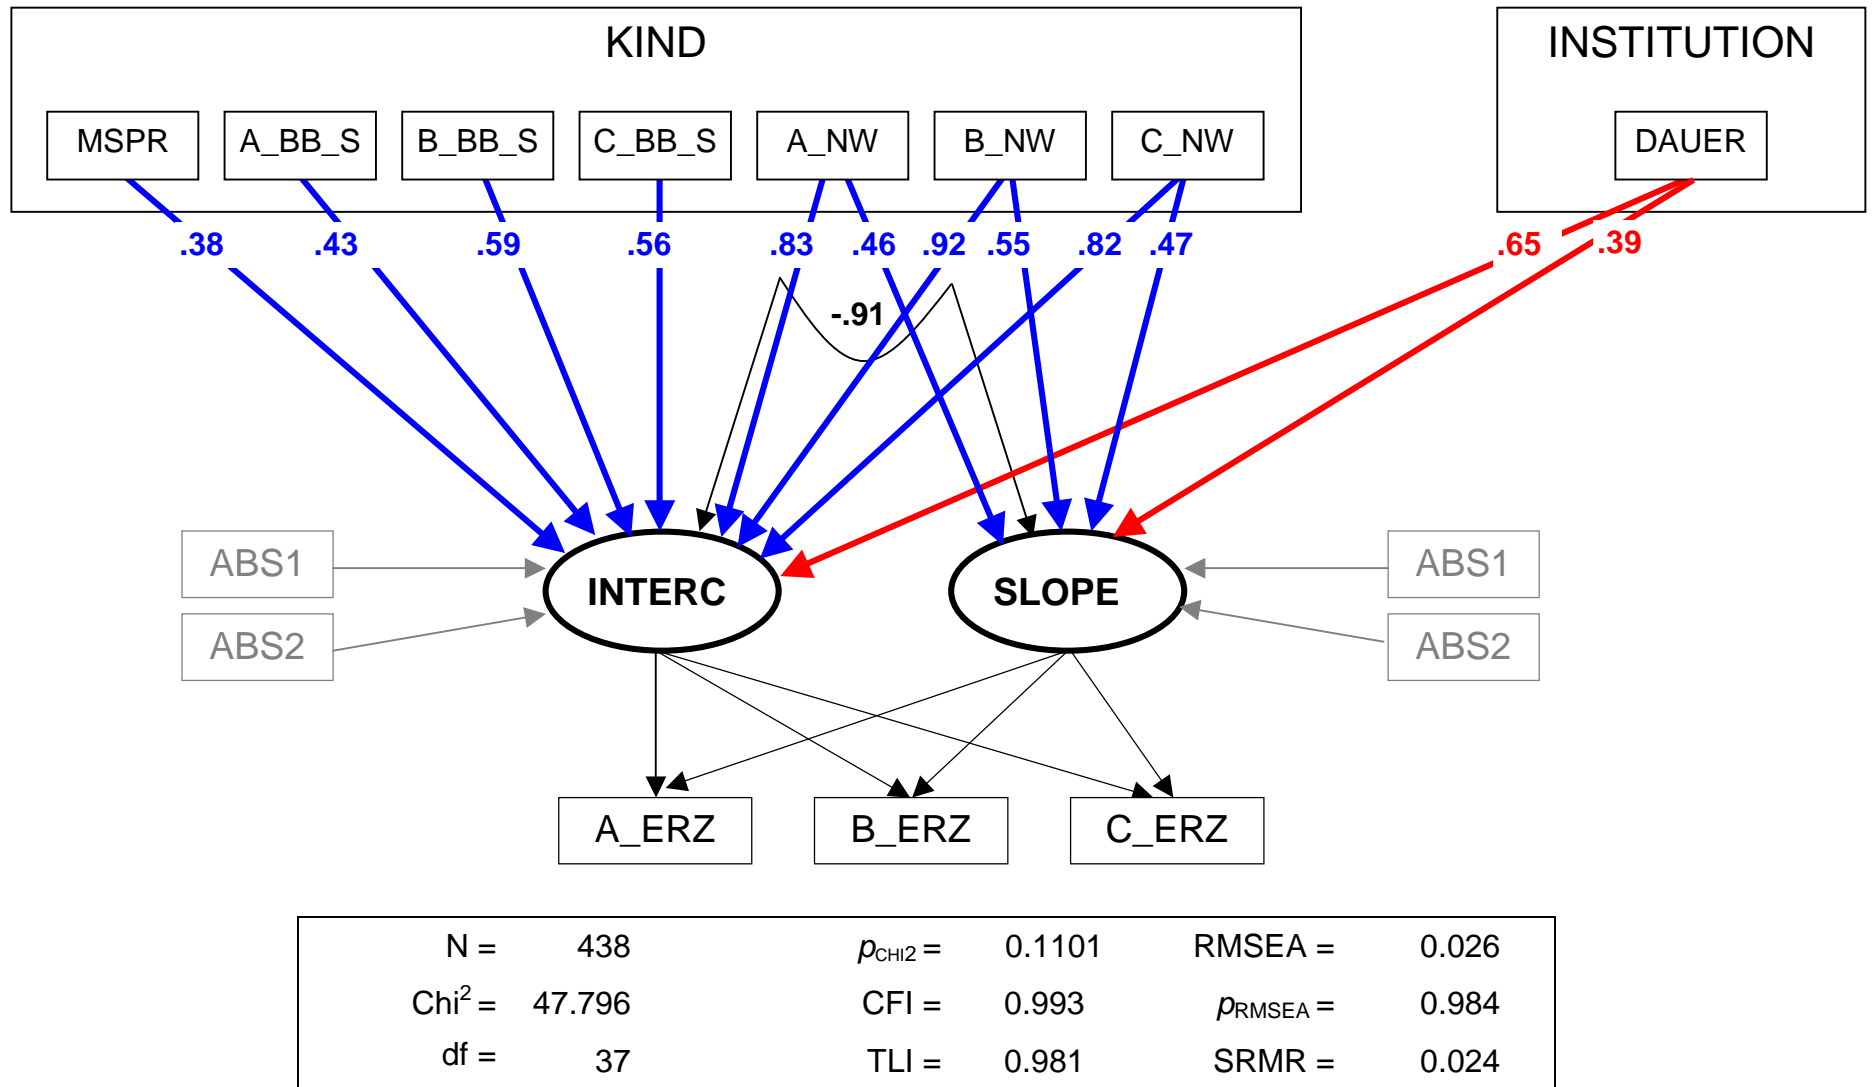 KIND
INSTITUTION
MSPR A_BB_S B_BB_S C_BB_S A_NW B_NW C_NW DAUER
.38 .43 .59 .56 .83 .46 .92 .55 .82 .47 .65 .39
-.91
ABS1 INTERC SLOPE ABS1
ABS2 ABS2
A_ERZ B_ERZ C_ERZ
N = 438 pCHI2 = 0.1101 RMSEA = 0.026
Chi² = 47.796 CFI = 0.993 pRMSEA = 0.984
df = 37 TLI = 0.981 SRMR = 0.024